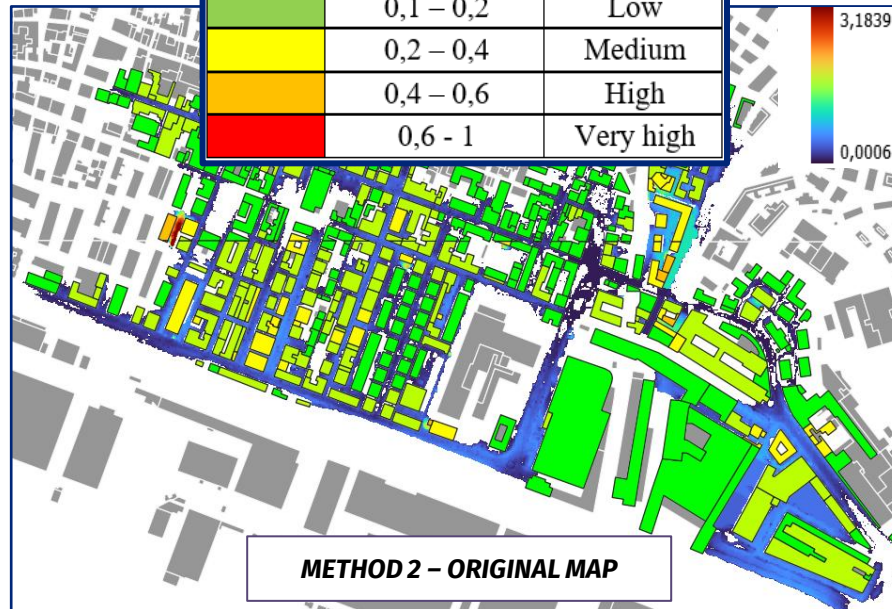 0,1 – 0,2 Low
0,2 – 0,4 Medium
0,4 – 0,6 High
0,6 - 1 Very high
3,1839
0,0006
METHOD 2 – ORIGINAL MAP